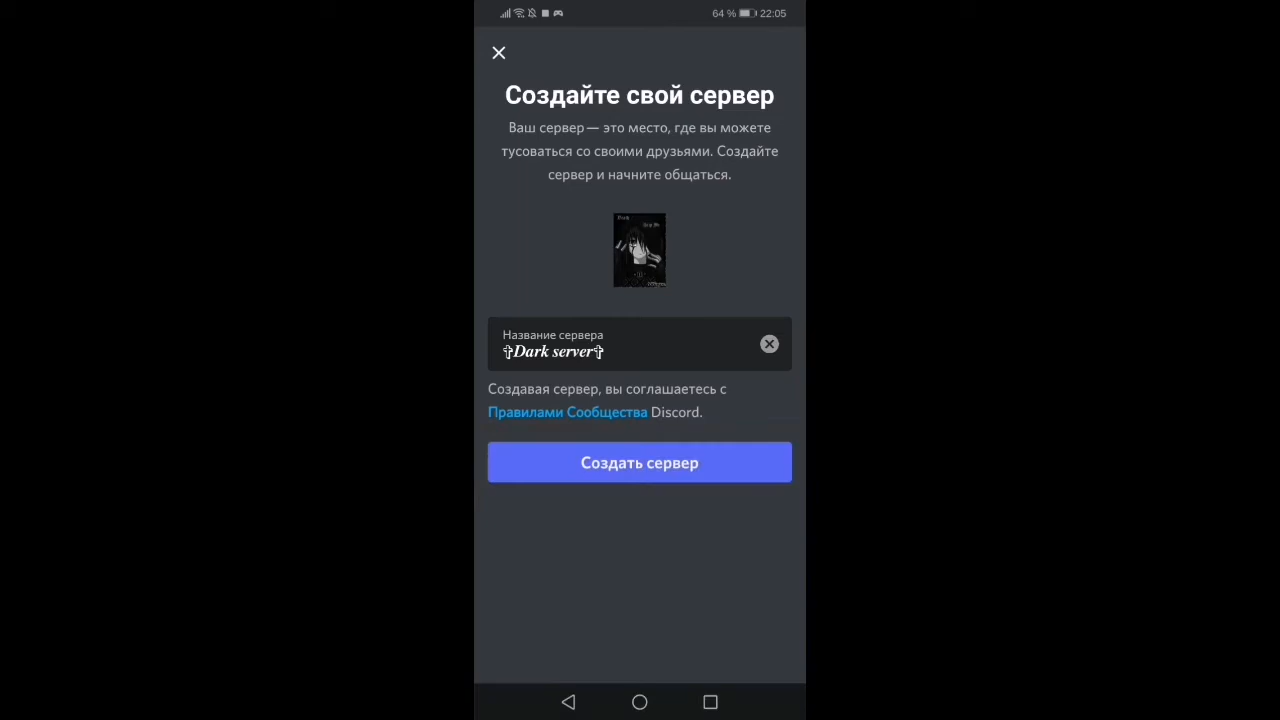 64 % 22:05
Создайте свой сервер
Ваш сервер — это место, где вы можете
тусоваться со своими друзьями. Создайте
сервер и начните общаться.
Dark
Название сервера
✞Dark server✞
Создавая сервер, вы соглашаетесь с
Правилами Сообщества Discord.
Создать сервер